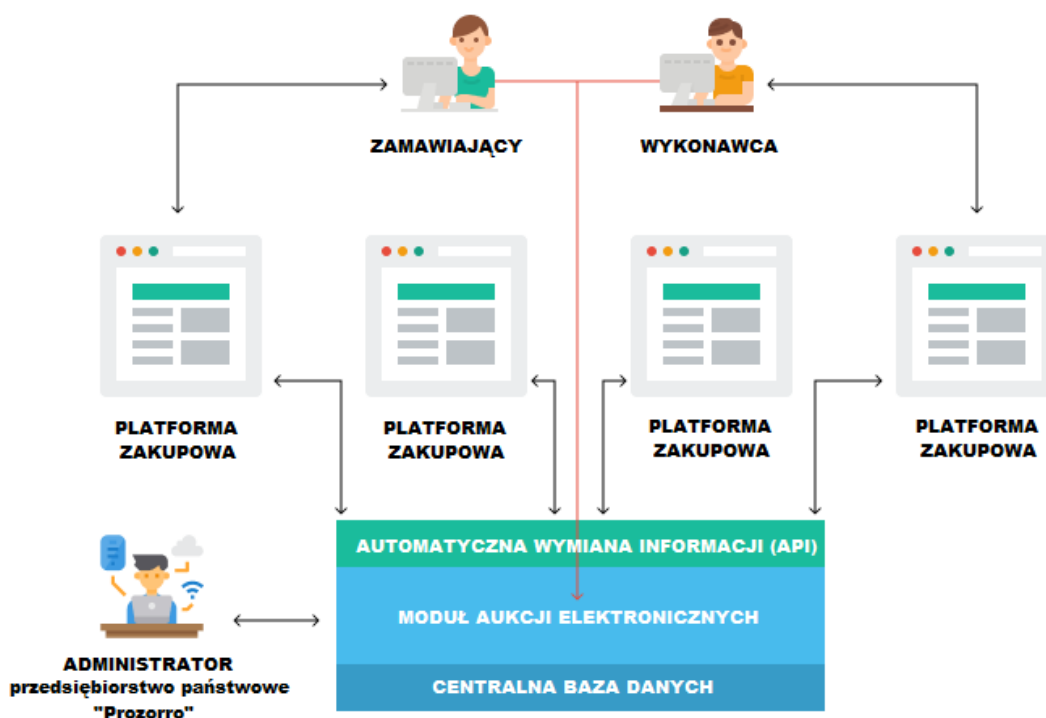 ZAMAWIAJĄCY
WYKONAWCA
PLATFORMA
ZAKUPOWA
PLATFORMA
ZAKUPOWA
PLATFORMA
ZAKUPOWA
PLATFORMA
ZAKUPOWA
AUTOMATYCZNA WYMIANA INFORMACJI (API)
MODUŁ AUKCJI ELEKTRONICZNYCH
CENTRALNA BAZA DANYCH
ADMINISTRATOR
przedsiębiorstwo państwowe
"Prozorro"